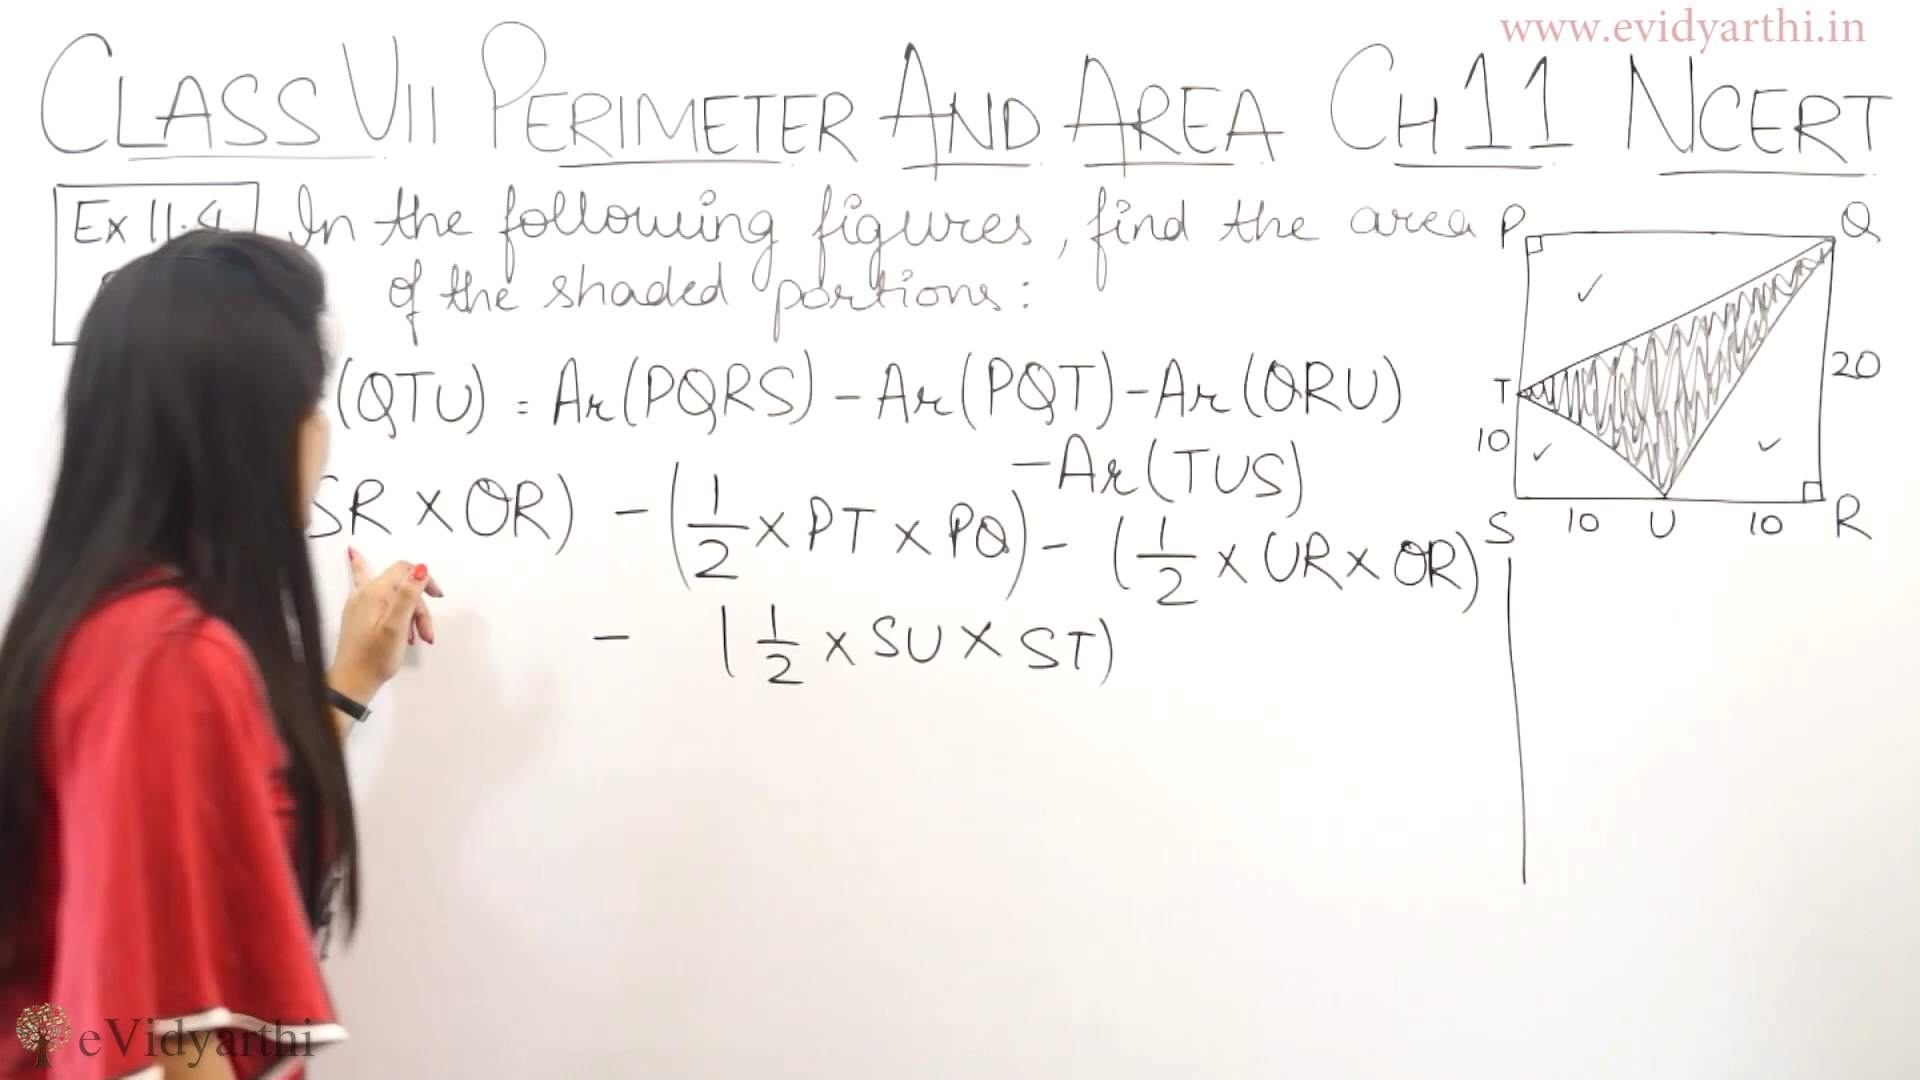 www.evidyarthi.in
CLASS VII PERIMETER AND AREA CH 11 NCERT
Ex 11.4 In the following figures, find the area
of the shaded portions:
(QTU) = Ar(PQRS) - Ar(PQT) - Ar(QRU)
- Ar(TUS)
SR × QR) - (1/2 × PT × PQ) - (1/2 × UR × QR)
- (1/2 × SU × ST)
P Q
T 20
10
S 10 U 10 R
eVidyarthi